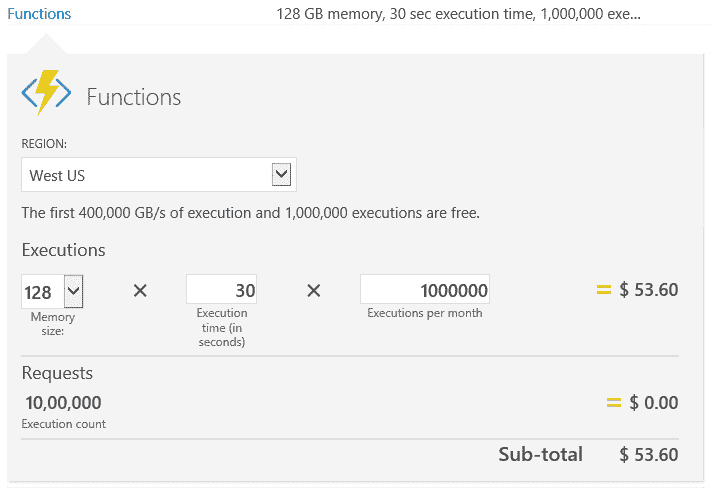 Functions 128 GB memory, 30 sec execution time, 1,000,000 exe...
Functions
REGION:
West US
The first 400,000 GB/s of execution and 1,000,000 executions are free.
Executions
128 × 30 × 1000000 = $ 53.60
Memory size:
Execution time (in seconds)
Executions per month
Requests
10,00,000 = $ 0.00
Execution count
Sub-total $ 53.60